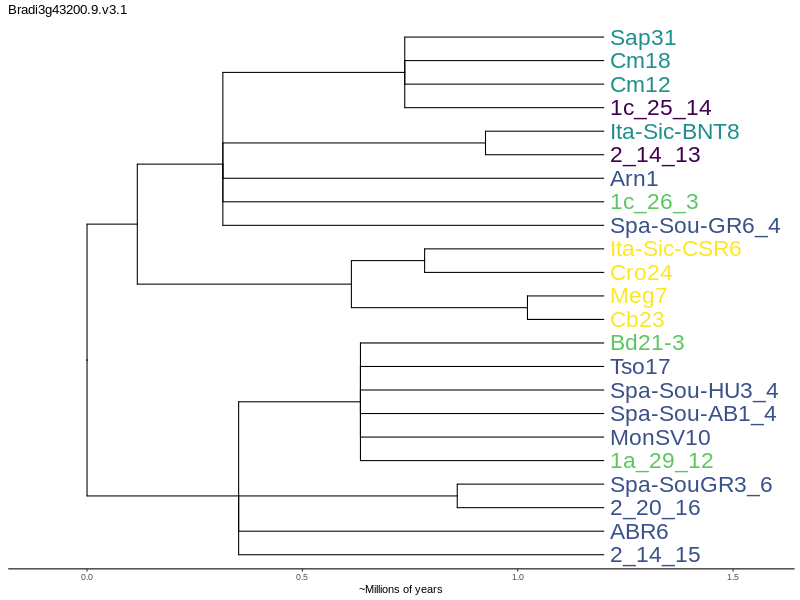 Bradi3g43200.9.v3.1
Sap31
Cm18
Cm12
1c_25_14
Ita-Sic-BNT8
2_14_13
Arn1
1c_26_3
Spa-Sou-GR6_4
Ita-Sic-CSR6
Cro24
Meg7
Cb23
Bd21-3
Tso17
Spa-Sou-HU3_4
Spa-Sou-AB1_4
MonSV10
1a_29_12
Spa-SouGR3_6
2_20_16
ABR6
2_14_15
0.0 0.5 1.0 1.5
~Millions of years